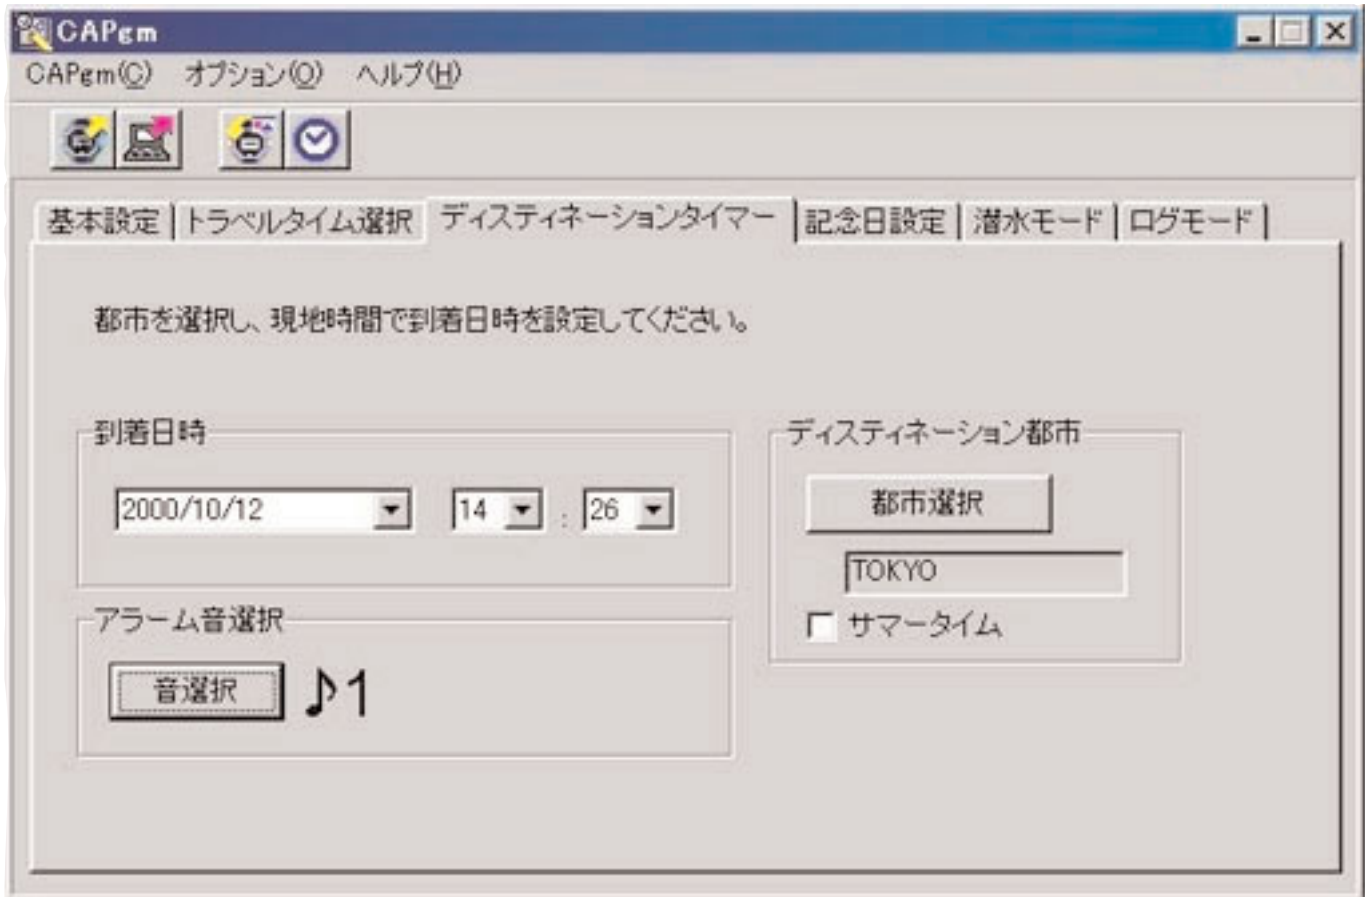 CAPgm
CAPgm(C) オプション(O) ヘルプ(H)
基本設定 トラベルタイム選択 ディスティネーションタイマー 記念日設定 潜水モード ログモード
都市を選択し、現地時間で到着日時を設定してください。
到着日時
2000/10/12 14 : 26
ディスティネーション都市
都市選択
TOKYO
サマータイム
アラーム音選択
音選択 ♪1